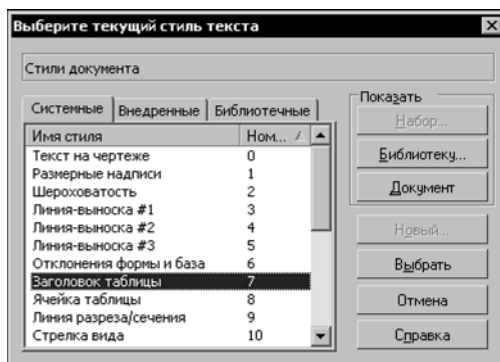 Выберите текущий стиль текста
Стили документа
Системные Внедренные Библиотечные
Имя стиля Ном...
Текст на чертеже 0
Размерные надписи 1
Шероховатость 2
Линия-выноска #1 3
Линия-выноска #2 4
Линия-выноска #3 5
Отклонения формы и база 6
Заголовок таблицы 7
Ячейка таблицы 8
Линия разреза/сечения 9
Стрелка вида 10
Показать
Набор...
Библиотеку...
Документ
Новый...
Выбрать
Отмена
Справка